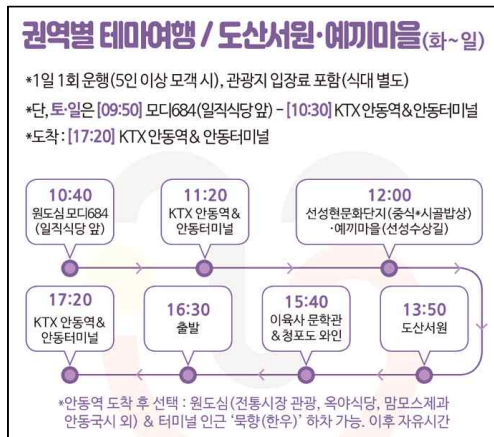 권역별 테마여행 / 도산서원·예끼마을(화~일)
*1일 1회 운행(5인 이상 모객 시), 관광지 입장료 포함(식대 별도)
*단, 토·일은 [09:50] 모디684(일직식당 앞) - [10:30] KTX 안동역&안동터미널
*도착 : [17:20] KTX 안동역 & 안동터미널
10:40
원도심 모디684
(일직식당 앞)
11:20
KTX 안동역 &
안동터미널
12:00
선성현문화단지(중식*시골밥상)
·예끼마을(선성수상길)
13:50
도산서원
15:40
이육사 문학관
&청포도 와인
16:30
출발
17:20
KTX 안동역&
안동터미널
*안동역 도착 후 선택 : 원도심(전통시장 관광, 옥야식당, 맘모스제과
안동국시 외) & 터미널 인근 '묵향(한우)' 하차 가능. 이후 자유시간